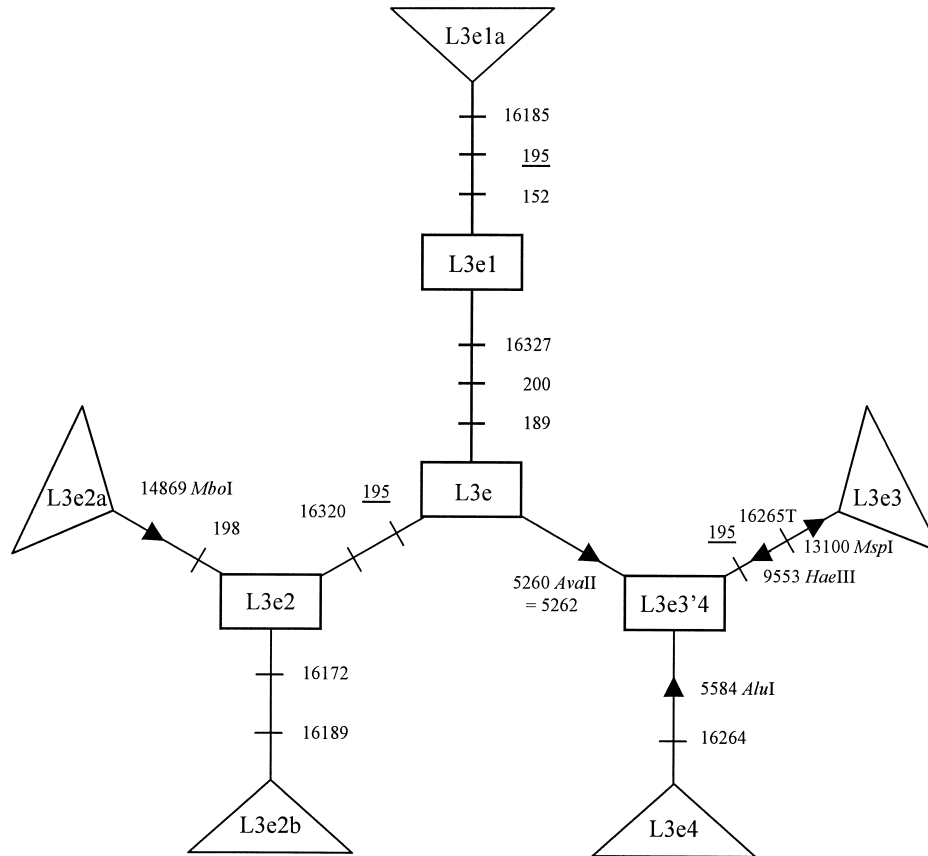 L3e1a
16185
195
152
L3e1
16327
200
189
L3e
195
16320
14869 MboI
198
L3e2a
L3e2
16172
16189
L3e2b
5260 AvaII
= 5262
L3e3’4
195
16265T
13100 MspI
9553 HaeIII
L3e3
5584 AluI
16264
L3e4